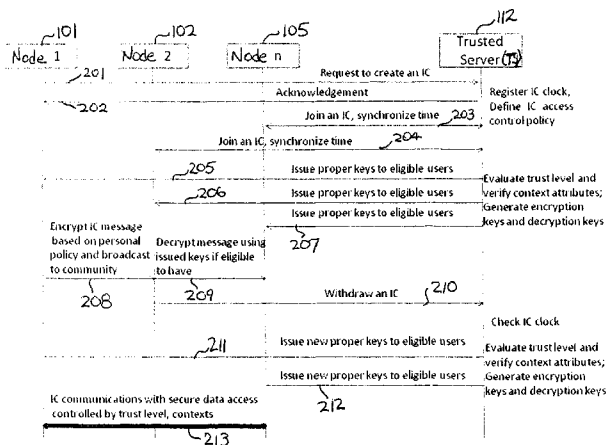 101
102
105
112
Node 1
Node 2
Node n
Trusted
Server(TS)
201
Request to create an IC
202
Acknowledgement
Register IC clock,
Define IC access
control policy
Join an IC, synchronize time
203
Join an IC, synchronize time
204
205
Issue proper keys to eligible users
206
Issue proper keys to eligible users
Issue proper keys to eligible users
207
Evaluate trust level and
verify context attributes;
Generate encryption
keys and decryption keys
Encrypt IC message
based on personal
policy and broadcast
to community
Decrypt message using
issued keys if eligible
to have
208
209
Withdraw an IC
210
Check IC clock
211
Issue new proper keys to eligible users
Issue new proper keys to eligible users
212
Evaluate trust level and
verify context attributes;
Generate encryption
keys and decryption keys
IC communications with secure data access
controlled by trust level, contexts
213